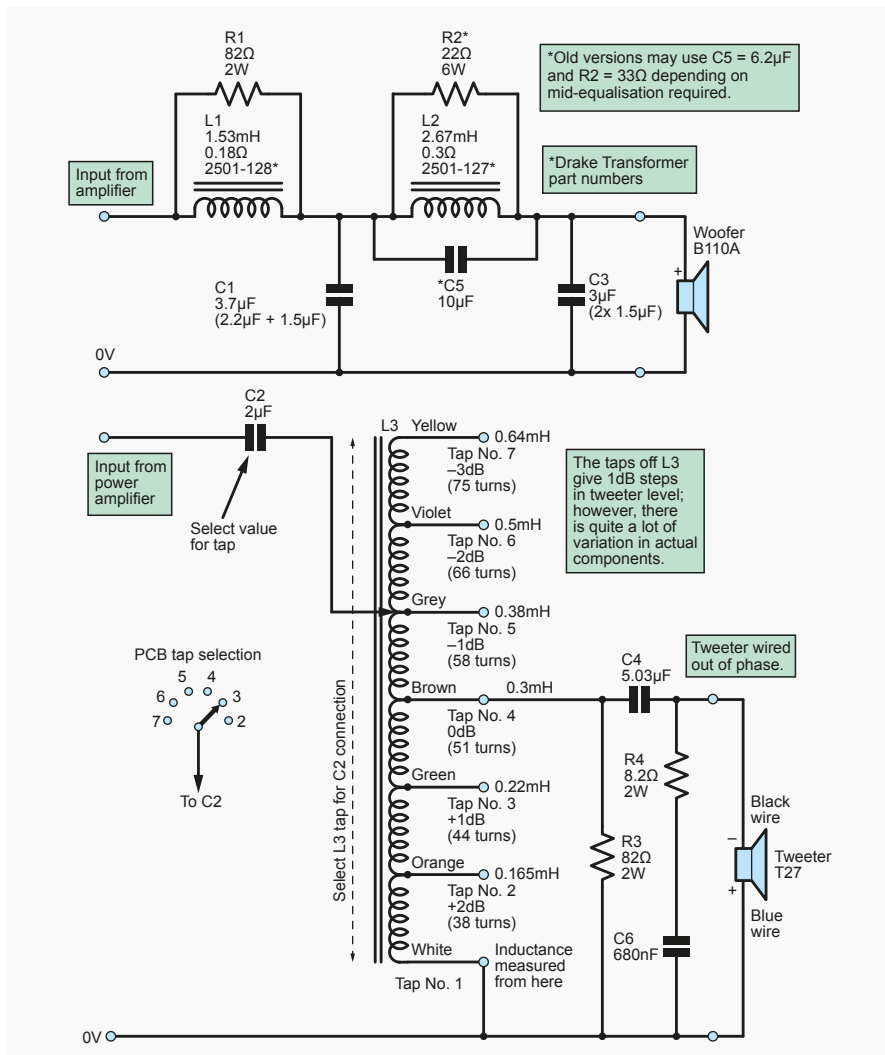 R1
82Ω
2W
R2*
22Ω
6W
*Old versions may use C5 = 6.2µF
and R2 = 33Ω depending on
mid-equalisation required.
L1
1.53mH
0.18Ω
2501-128*
L2
2.67mH
0.3Ω
2501-127*
*Drake Transformer
part numbers
Input from
amplifier
Woofer
B110A
+
C1
3.7µF
(2.2µF + 1.5µF)
*C5
10µF
C3
3µF
(2x 1.5µF)
0V
C2
2µF
Input from
power
amplifier
Select value
for tap
L3
Yellow
0.64mH
Tap No. 7
–3dB
(75 turns)
The taps off L3
give 1dB steps
in tweeter level;
however, there
is quite a lot of
variation in actual
components.
Violet
0.5mH
Tap No. 6
–2dB
(66 turns)
Grey
0.38mH
Tap No. 5
–1dB
(58 turns)
PCB tap selection
5 4
6 3
7 2
To C2
Select L3 tap for C2 connection
Brown
0.3mH
Tap No. 4
0dB
(51 turns)
C4
5.03µF
Tweeter wired
out of phase.
R4
8.2Ω
2W
Green
0.22mH
Tap No. 3
+1dB
(44 turns)
R3
82Ω
2W
Black
wire
–
Tweeter
T27
+
Blue
wire
Orange
0.165mH
Tap No. 2
+2dB
(38 turns)
C6
680nF
White
Tap No. 1
Inductance
measured
from here
0V